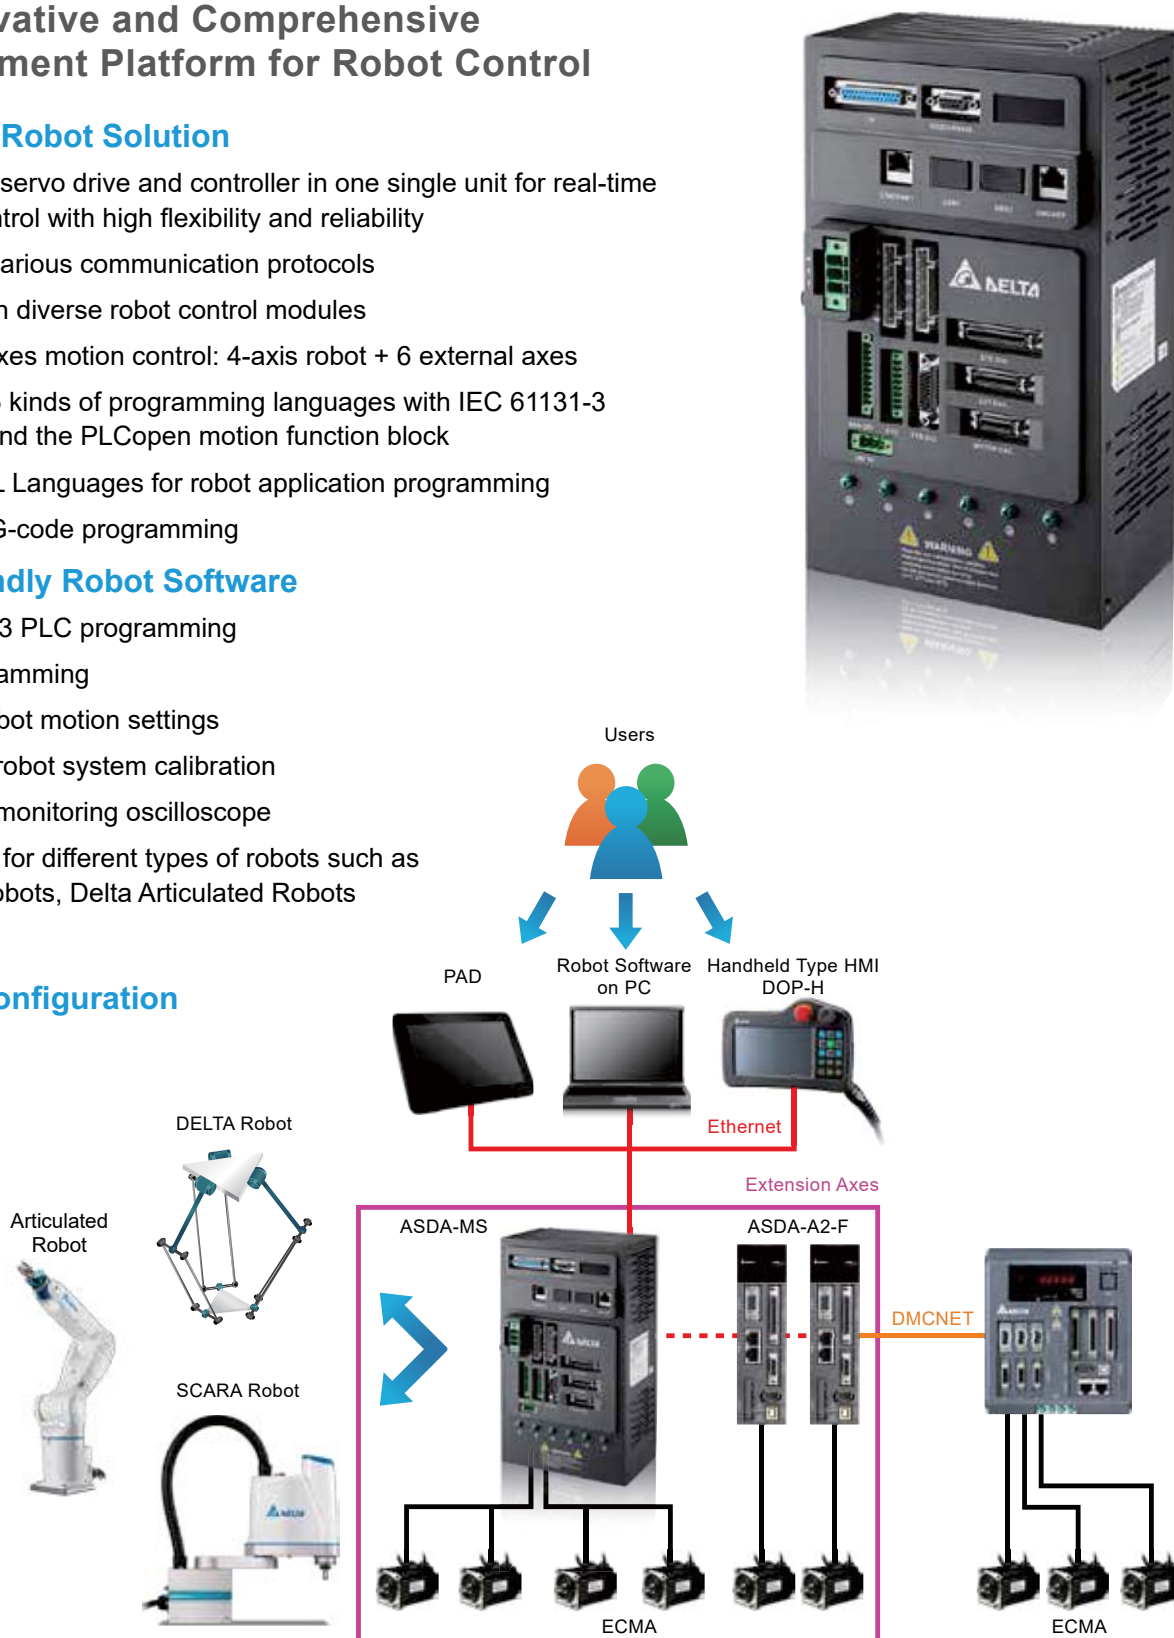 vative and Comprehensive
ment Platform for Robot Control
Robot Solution
servo drive and controller in one single unit for real-time
trol with high flexibility and reliability
arious communication protocols
n diverse robot control modules
xes motion control: 4-axis robot + 6 external axes
kinds of programming languages with IEC 61131-3
nd the PLCopen motion function block
L Languages for robot application programming
G-code programming
ndly Robot Software
3 PLC programming
amming
bot motion settings
robot system calibration
monitoring oscilloscope
for different types of robots such as
obots, Delta Articulated Robots
onfiguration
DELTA
WARNING
Users
PAD
Robot Software
on PC
Handheld Type HMI
DOP-H
Ethernet
Extension Axes
DELTA Robot
Articulated
Robot
SCARA Robot
ASDA-MS
ASDA-A2-F
DMCNET
DELTA
ECMA
ECMA